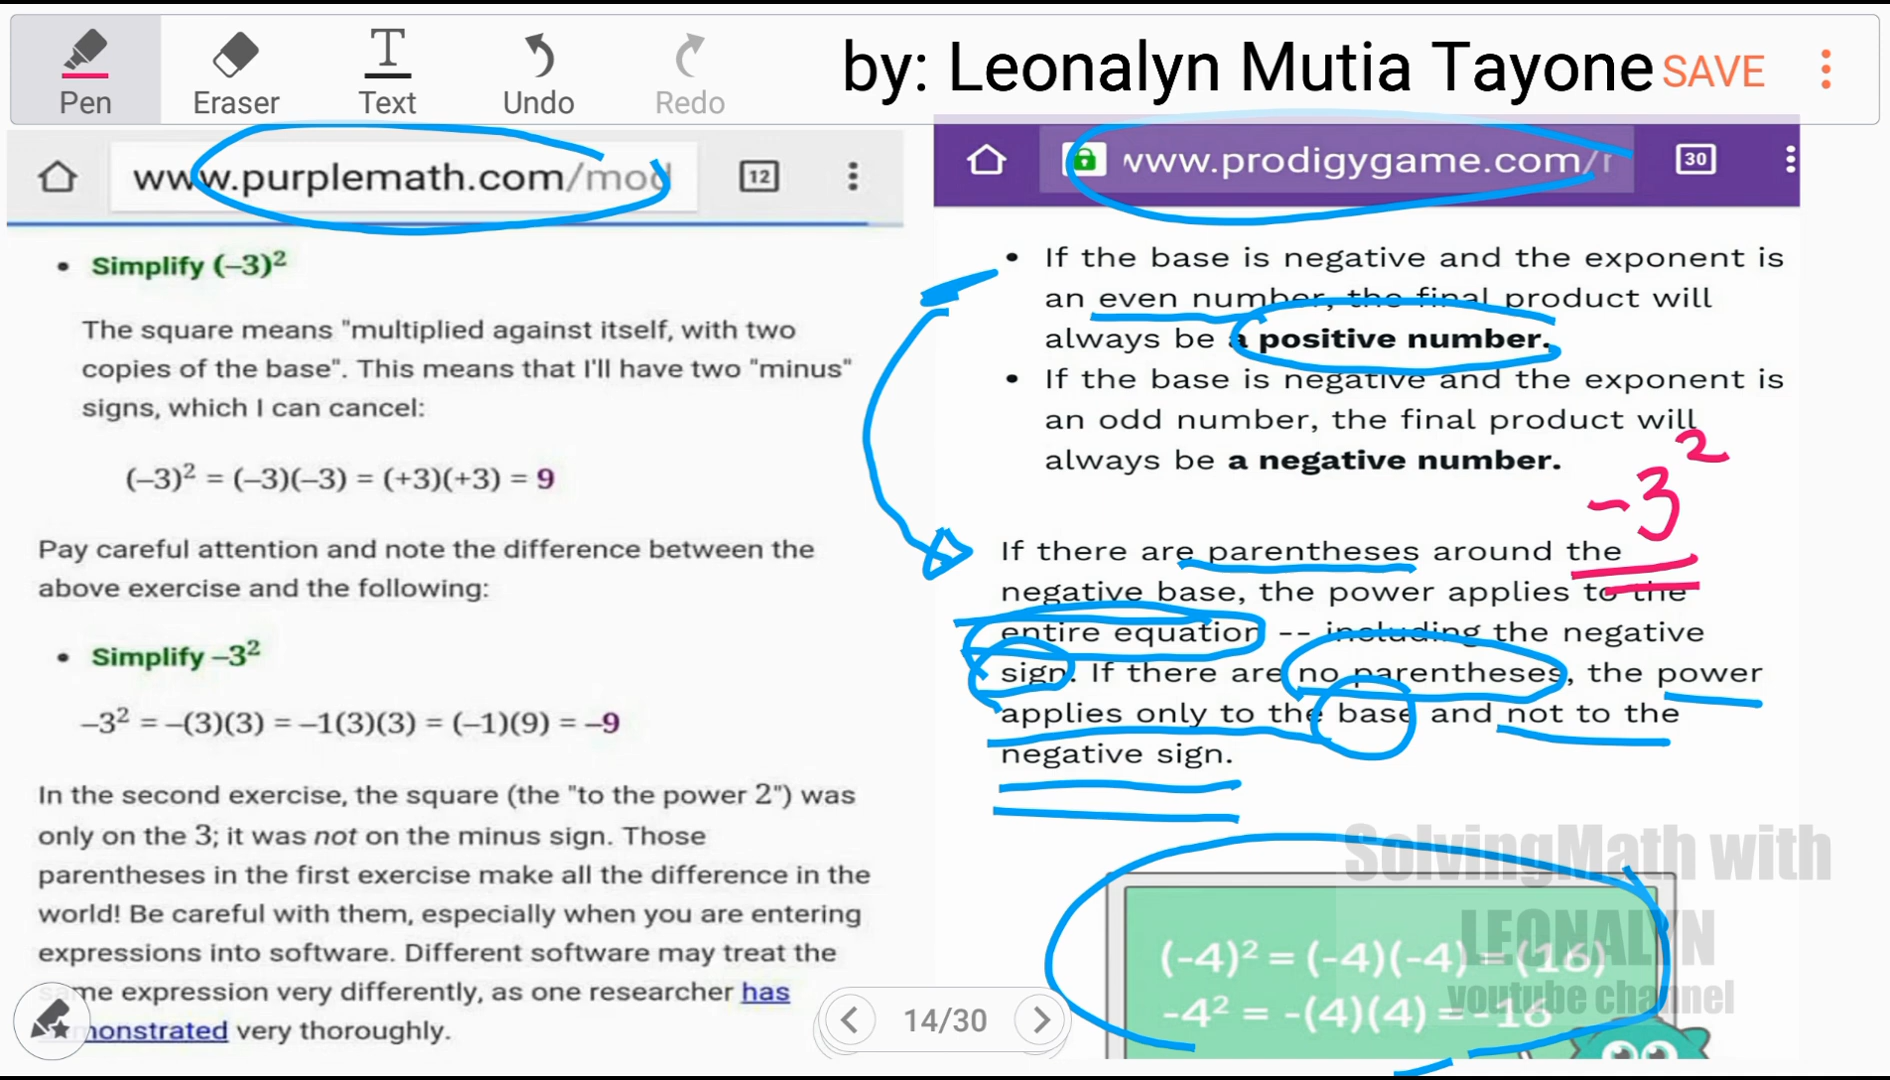 Pen
Eraser
Text
Undo
Redo
by: Leonalyn Mutia Tayone
SAVE
www.purplemath.com/mod
12
• Simplify (–3)²
The square means "multiplied against itself, with two
copies of the base". This means that I'll have two "minus"
signs, which I can cancel:
(–3)² = (–3)(–3) = (+3)(+3) = 9
Pay careful attention and note the difference between the
above exercise and the following:
• Simplify –3²
–3² = –(3)(3) = –1(3)(3) = (–1)(9) = –9
In the second exercise, the square (the "to the power 2") was
only on the 3; it was not on the minus sign. Those
parentheses in the first exercise make all the difference in the
world! Be careful with them, especially when you are entering
expressions into software. Different software may treat the
me expression very differently, as one researcher has
monstrated very thoroughly.
14/30
www.prodigygame.com/
30
• If the base is negative and the exponent is
an even number, the final product will
always be a positive number.
• If the base is negative and the exponent is
an odd number, the final product will
always be a negative number.
-3²
If there are parentheses around the
negative base, the power applies to the
entire equation -- including the negative
sign. If there are no parentheses, the power
applies only to the base and not to the
negative sign.
SolvingMath with
LEONALYN
youtube channel
(-4)² = (-4)(-4) = (16)
-4² = -(4)(4) = -16